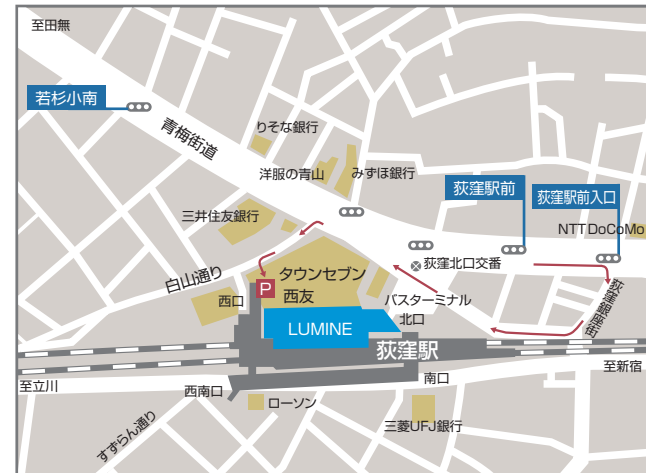 至田無
若杉小南
青梅街道
りそな銀行
洋服の青山
みずほ銀行
荻窪駅前
荻窪駅前入口
NTT DoCoMo
三井住友銀行
荻窪北口交番
白山通り
タウンセブン
P
西友
西口
バスターミナル
北口
荻窪銀座街
LUMINE
荻窪駅
至新宿
至立川
西南口
南口
ローソン
すずらん通り
三菱UFJ銀行